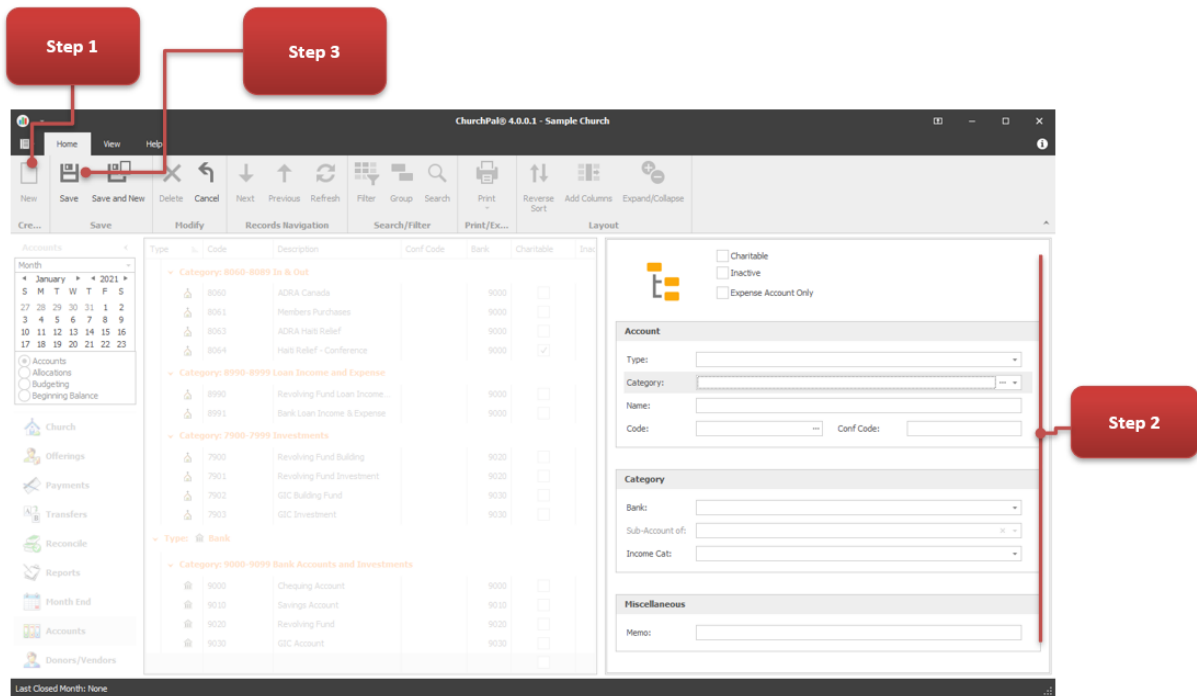 Step 1
Step 3
ChurchPal® 4.0.0.1 - Sample Church
Home View Help
New Save Save and New Delete Cancel Next Previous Refresh Filter Group Search Print Reverse Sort Add Columns Expand/Collapse
Cre... Save Modify Records Navigation Search/Filter Print/Ex... Layout
Accounts
Month
January 2021
S M T W T F S
27 28 29 30 31 1 2
3 4 5 6 7 8 9
10 11 12 13 14 15 16
17 18 19 20 21 22 23
Accounts
Allocations
Budgeting
Beginning Balance
Church
Offerings
Payments
Transfers
Reconcile
Reports
Month End
Accounts
Donors/Vendors
Type Code Description Conf Code Bank Charitable Inac
Category: 8060-8089 In & Out
8060 ADRA Canada 9000
8061 Members Purchases 9000
8063 ADRA Haiti Relief 9000
8064 Haiti Relief - Conference 9000
Category: 8990-8999 Loan Income and Expense
8990 Revolving Fund Loan Income... 9000
8991 Bank Loan Income & Expense 9000
Category: 7900-7999 Investments
7900 Revolving Fund Building 9020
7901 Revolving Fund Investment 9020
7902 GIC Building Fund 9030
7903 GIC Investment 9030
Type: Bank
Category: 9000-9099 Bank Accounts and Investments
9000 Chequing Account 9000
9010 Savings Account 9010
9020 Revolving Fund 9020
9030 GIC Account 9030
Charitable
Inactive
Expense Account Only
Account
Type:
Category:
Name:
Code: Conf Code:
Category
Bank:
Sub-Account of:
Income Cat:
Miscellaneous
Memo:
Step 2
Last Closed Month: None